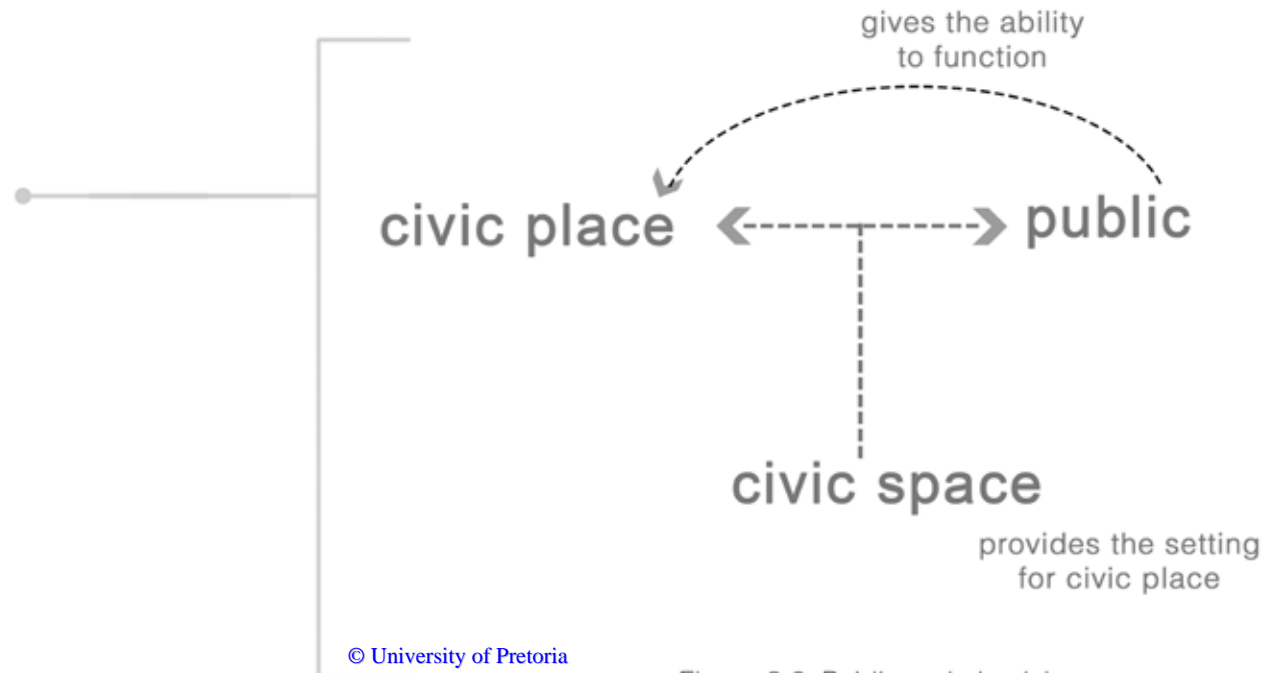 gives the ability
to function
civic place
public
civic space
provides the setting
for civic place
© University of Pretoria